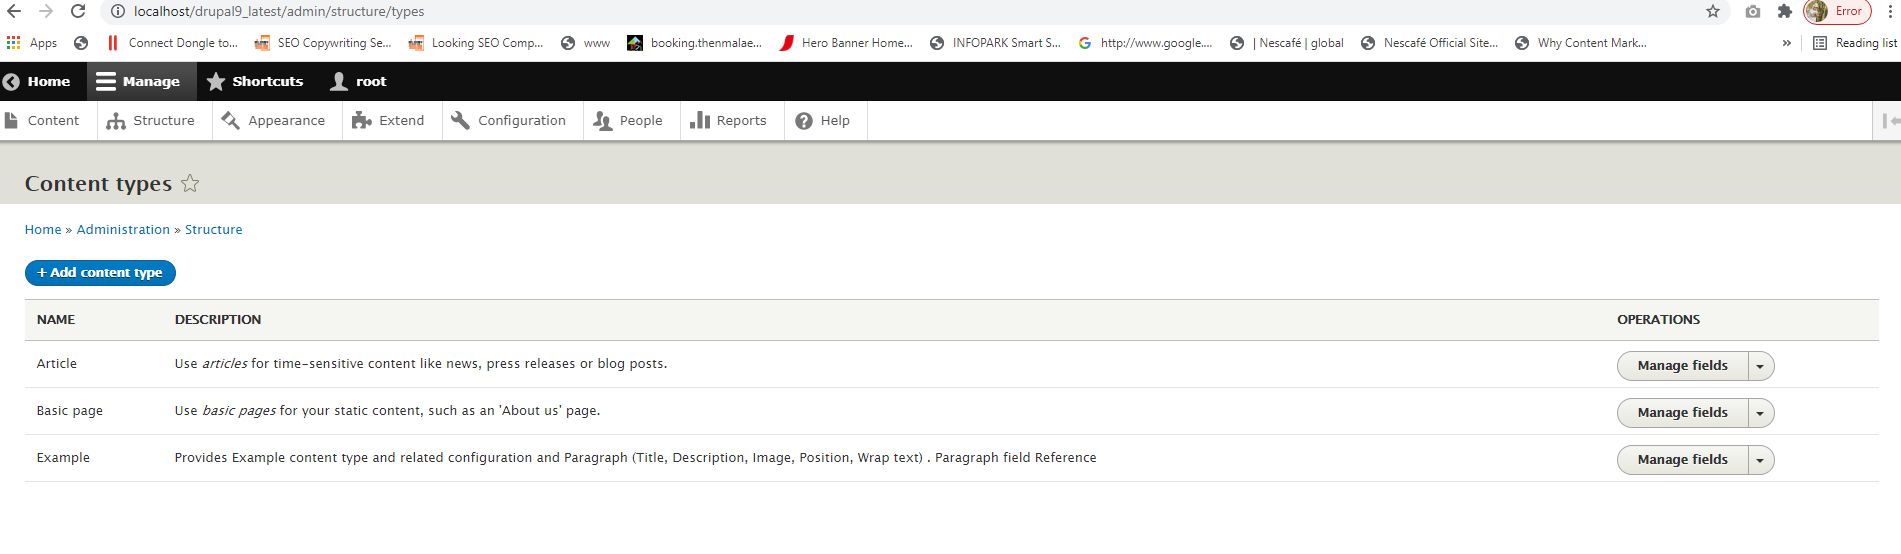 localhost/drupal9_latest/admin/structure/types Error
Apps Connect Dongle to... SEO Copywriting Se... Looking SEO Comp... www booking.thenmalae... Hero Banner Home... INFOPARK Smart S... http://www.google.... | Nescafé | global Nescafé Official Site... Why Content Mark... » Reading list
Home Manage Shortcuts root
Content Structure Appearance Extend Configuration People Reports Help
Content types
Home » Administration » Structure
+ Add content type
NAME DESCRIPTION OPERATIONS
Article Use articles for time-sensitive content like news, press releases or blog posts. Manage fields
Basic page Use basic pages for your static content, such as an 'About us' page. Manage fields
Example Provides Example content type and related configuration and Paragraph (Title, Description, Image, Position, Wrap text) . Paragraph field Reference Manage fields